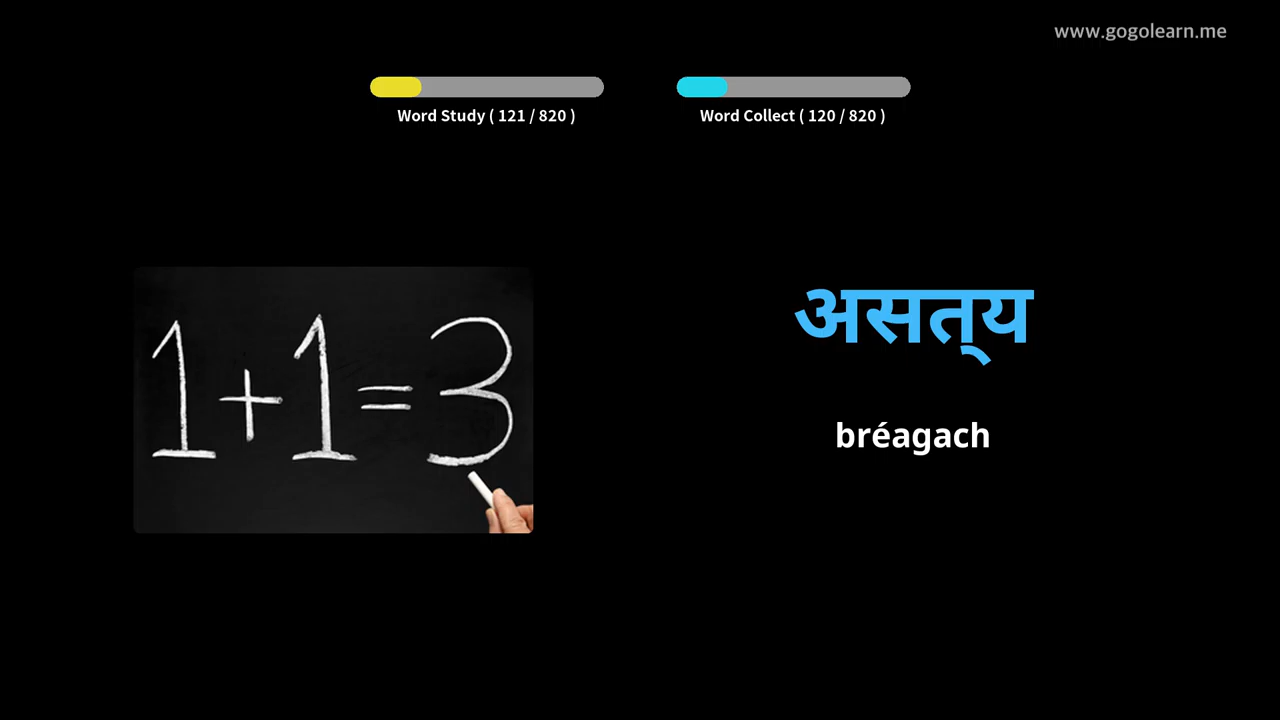 www.gogolearn.me
Word Study ( 121 / 820 )
Word Collect ( 120 / 820 )
1+1=3
असत्य
bréagach